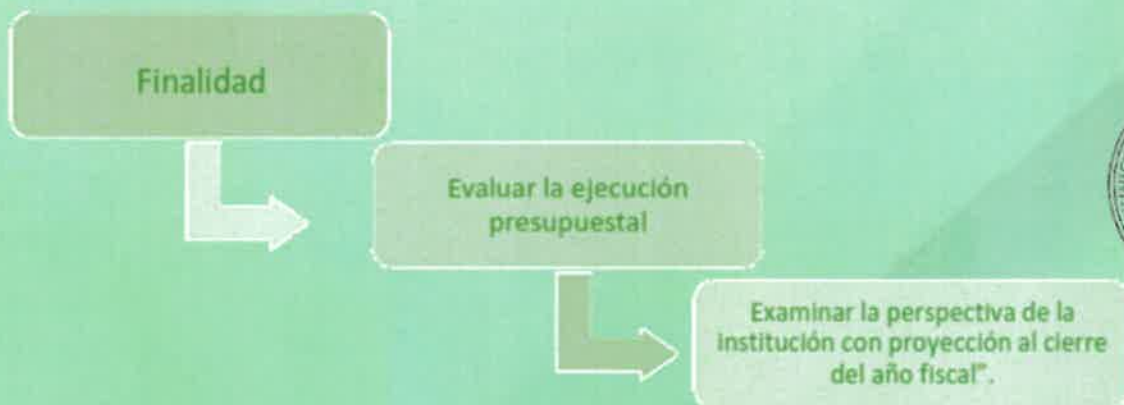 Finalidad
Evaluar la ejecución
presupuestal
Examinar la perspectiva de la
institución con proyección al cierre
del año fiscal".